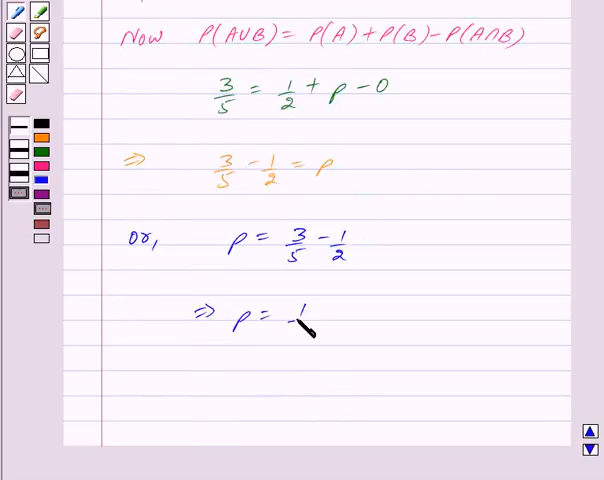 Now P(A∪B) = P(A) + P(B) - P(A∩B)
3/5 = 1/2 + p - 0
⇒ 3/5 - 1/2 = p
or, p = 3/5 - 1/2
⇒ p = 1